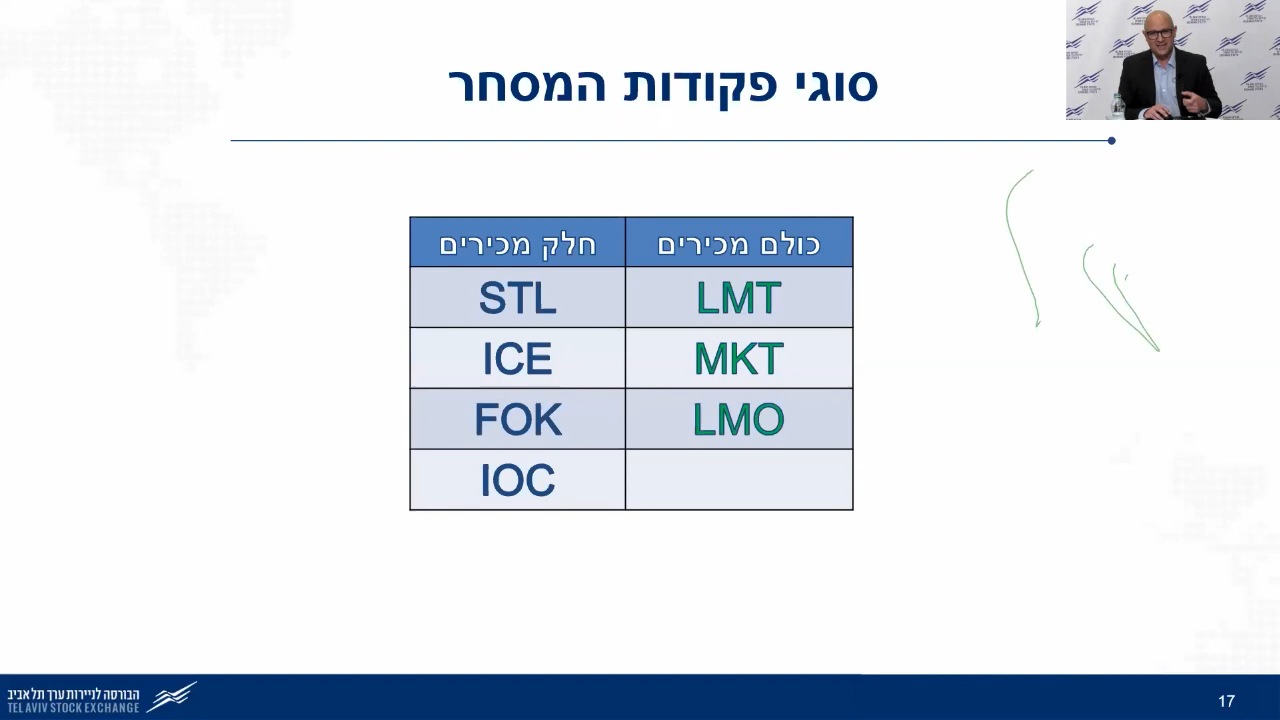 סוגי פקודות המסחר
כולם מכירים חלק מכירים
LMT STL
MKT ICE
LMO FOK
IOC
הבורסה לניירות ערך תל אביב
TEL AVIV STOCK EXCHANGE
17